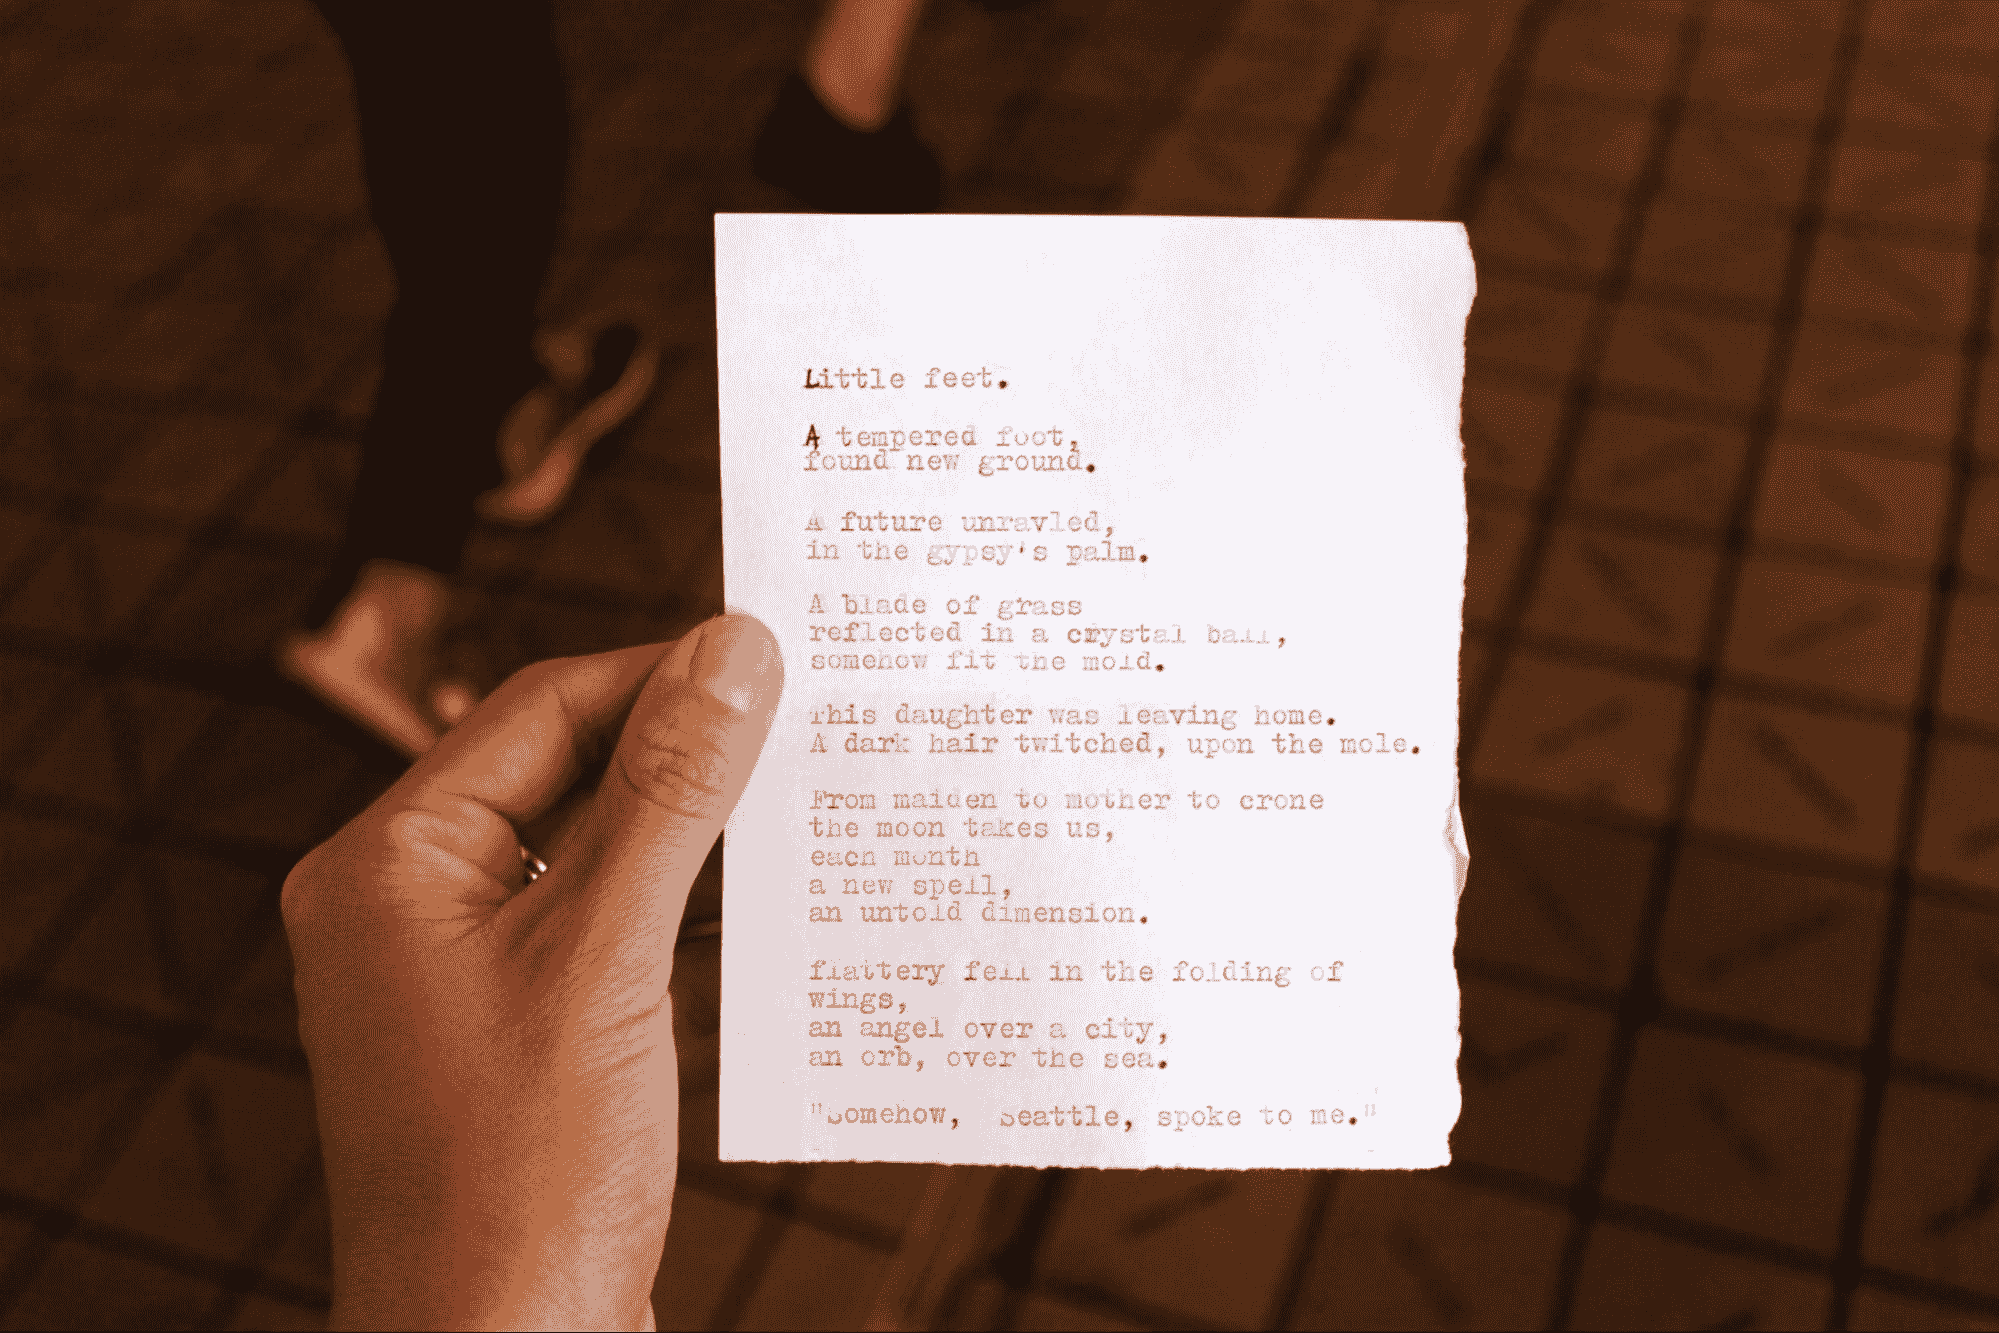 Little feet.
A tempered foot,
found new ground.
A future unravled,
in the gypsy's palm.
A blade of grass
reflected in a crystal ball,
somehow fit the mold.
This daughter was leaving home.
A dark hair twitched, upon the mole.
From maiden to mother to crone
the moon takes us,
each month
a new spell,
an untold dimension.
flattery fell in the folding of
wings,
an angel over a city,
an orb, over the sea.
"Somehow, Seattle, spoke to me."